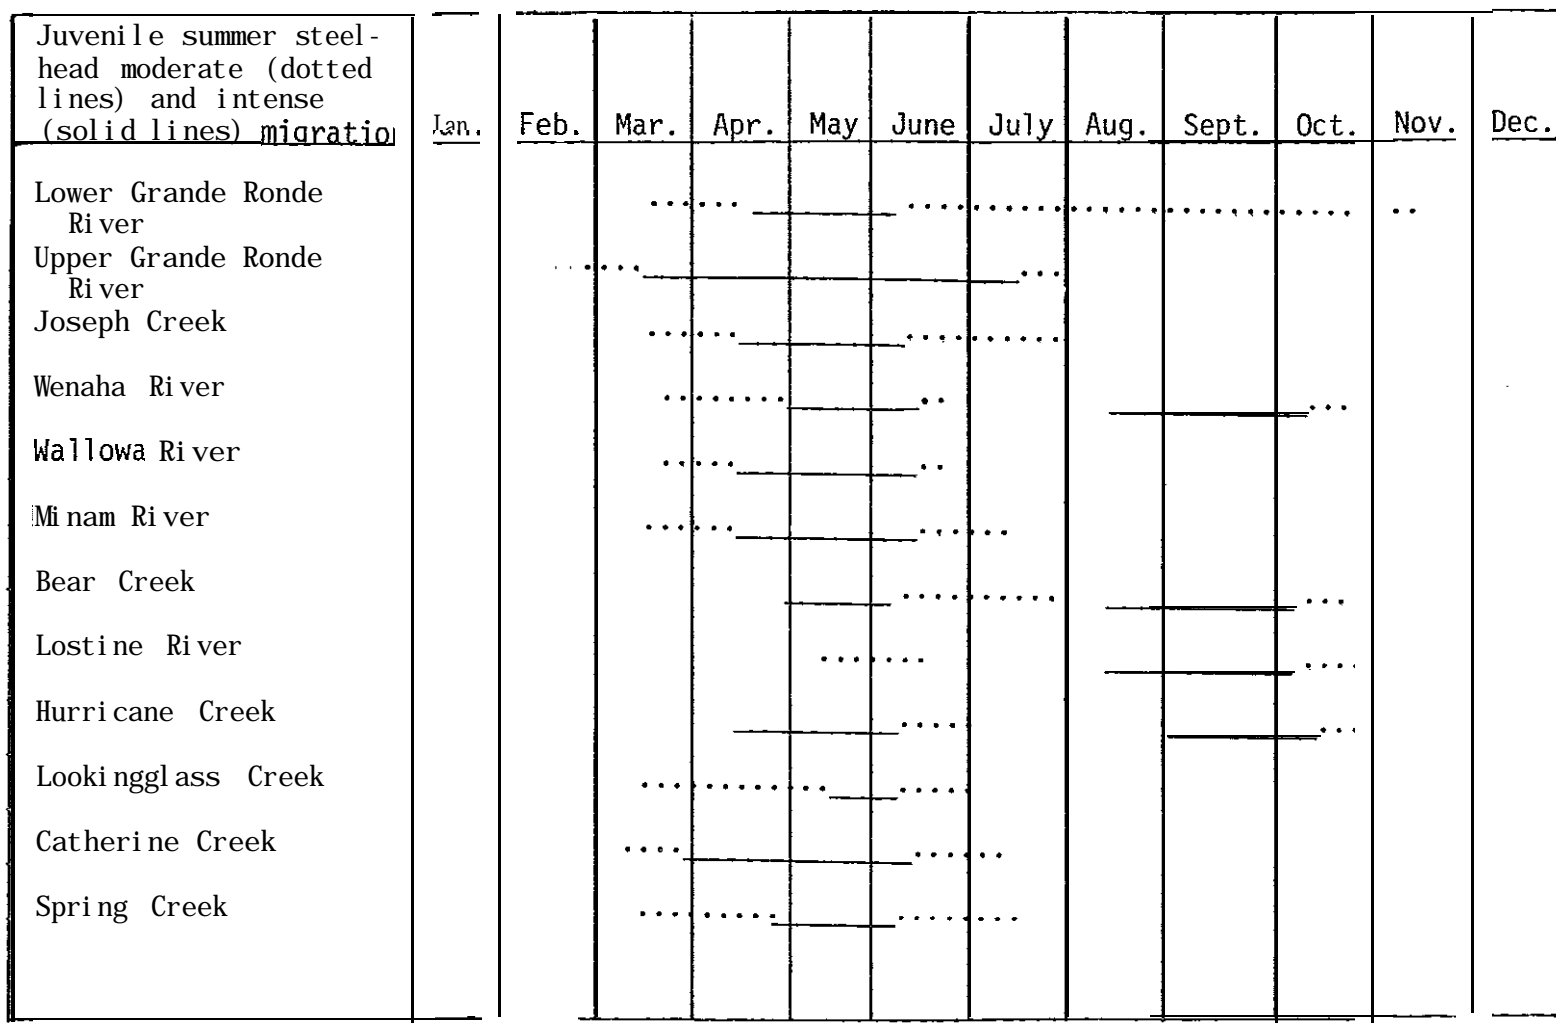 Juvenile summer steel-
head moderate (dotted
lines) and intense
(solid lines) migratio
Jan. Feb. Mar. Apr. May June July Aug. Sept. Oct. Nov. Dec.
Lower Grande Ronde
River
Upper Grande Ronde
River
Joseph Creek
Wenaha River
Wallowa River
Minam River
Bear Creek
Lostine River
Hurricane Creek
Lookingglass Creek
Catherine Creek
Spring Creek